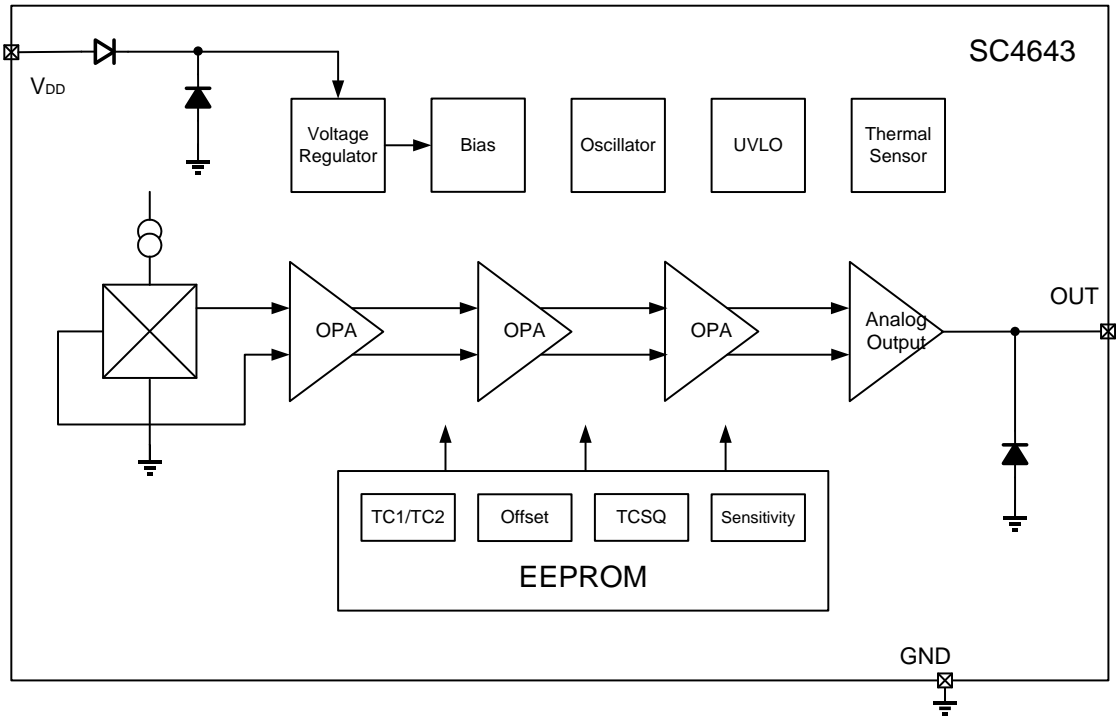 SC4643
VDD
Voltage
Regulator
Bias
Oscillator
UVLO
Thermal
Sensor
OPA
OPA
OPA
Analog
Output
OUT
TC1/TC2
Offset
TCSQ
Sensitivity
EEPROM
GND